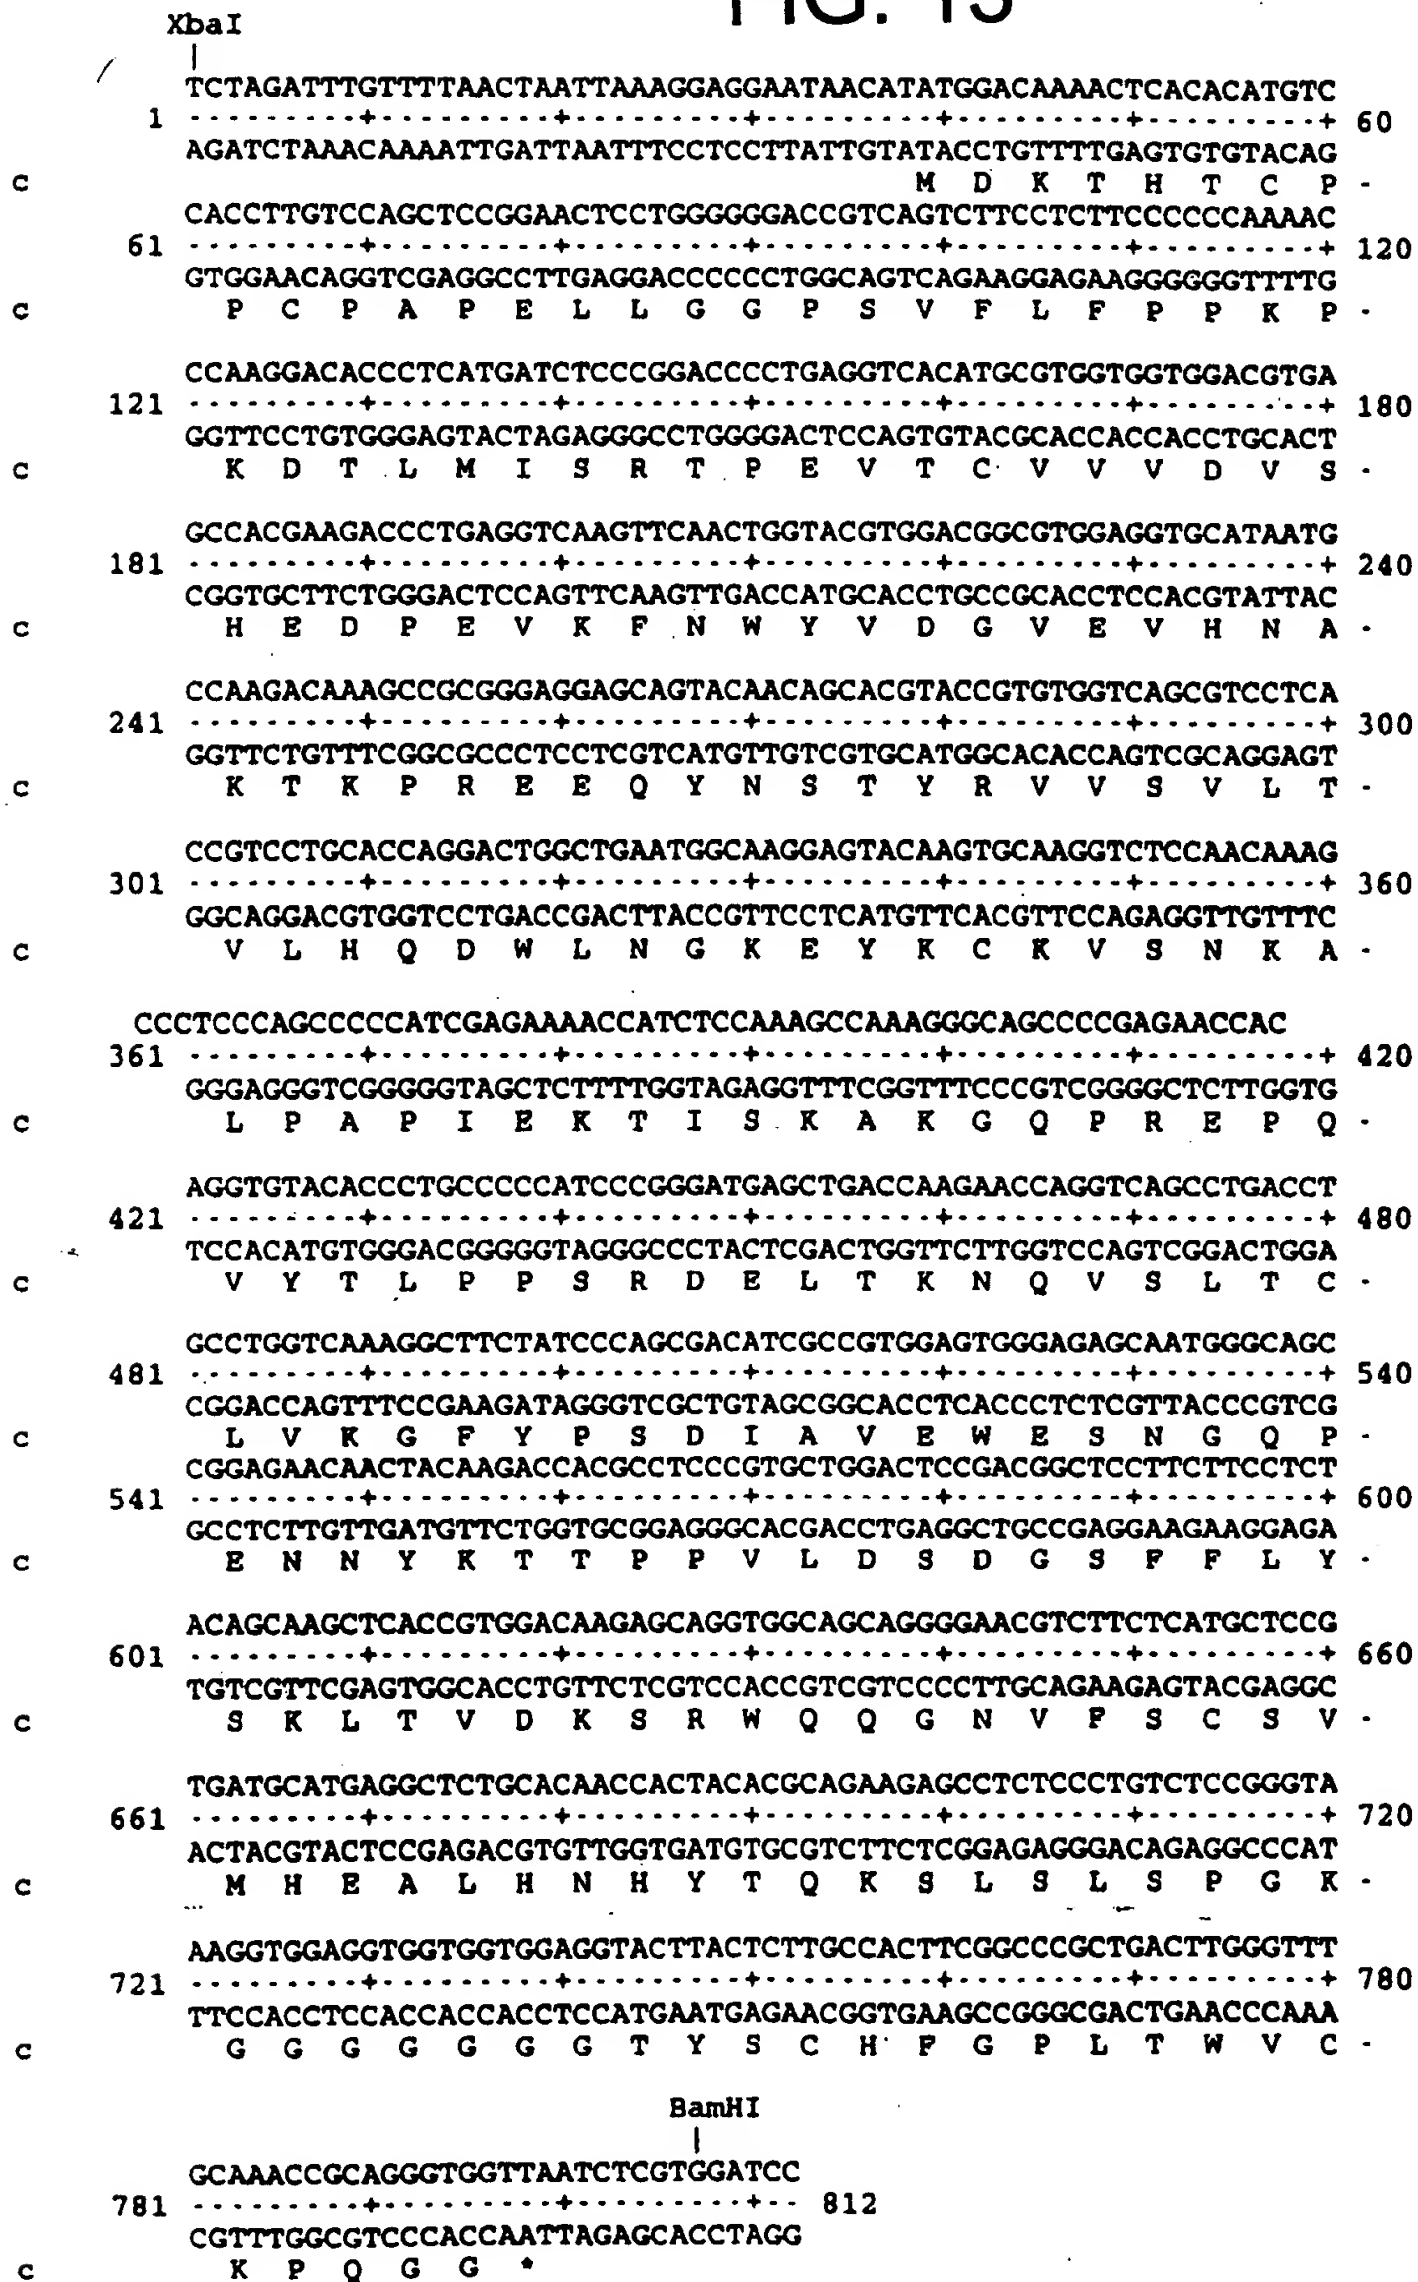 FIG. 15
XbaI
TCTAGATTTGTTTTAACTAATTAAAGGAGGAATAACATATGGACAAAACTCACACATGTC
1 ---------+---------+---------+---------+---------+---------+ 60
AGATCTAAACAAAATTGATTAATTTCCTCCTTATTGTATACCTGTTTTGAGTGTGTACAG
c M D K T H T C P -
CACCTTGTCCAGCTCCGGAACTCCTGGGGGGACCGTCAGTCTTCCTCTTCCCCCCAAAAC
61 ---------+---------+---------+---------+---------+---------+ 120
GTGGAACAGGTCGAGGCCTTGAGGACCCCCCTGGCAGTCAGAAGGAGAAGGGGGGTTTTG
c P C P A P E L L G G P S V F L F P P K P -
CCAAGGACACCCTCATGATCTCCCGGACCCCTGAGGTCACATGCGTGGTGGTGGACGTGA
121 ---------+---------+---------+---------+---------+---------+ 180
GGTTCCTGTGGGAGTACTAGAGGGCCTGGGGACTCCAGTGTACGCACCACCACCTGCACT
c K D T L M I S R T P E V T C V V V D V S -
GCCACGAAGACCCTGAGGTCAAGTTCAACTGGTACGTGGACGGCGTGGAGGTGCATAATG
181 ---------+---------+---------+---------+---------+---------+ 240
CGGTGCTTCTGGGACTCCAGTTCAAGTTGACCATGCACCTGCCGCACCTCCACGTATTAC
c H E D P E V K F N W Y V D G V E V H N A -
CCAAGACAAAGCCGCGGGAGGAGCAGTACAACAGCACGTACCGTGTGGTCAGCGTCCTCA
241 ---------+---------+---------+---------+---------+---------+ 300
GGTTCTGTTTCGGCGCCCTCCTCGTCATGTTGTCGTGCATGGCACACCAGTCGCAGGAGT
c K T K P R E E Q Y N S T Y R V V S V L T -
CCGTCCTGCACCAGGACTGGCTGAATGGCAAGGAGTACAAGTGCAAGGTCTCCAACAAAG
301 ---------+---------+---------+---------+---------+---------+ 360
GGCAGGACGTGGTCCTGACCGACTTACCGTTCCTCATGTTCACGTTCCAGAGGTTGTTTC
c V L H Q D W L N G K E Y K C K V S N K A -
CCCTCCCAGCCCCCATCGAGAAAACCATCTCCAAAGCCAAAGGGCAGCCCCGAGAACCAC
361 ---------+---------+---------+---------+---------+---------+ 420
GGGAGGGTCGGGGGTAGCTCTTTTGGTAGAGGTTTCGGTTTCCCGTCGGGGCTCTTGGTG
c L P A P I E K T I S K A K G Q P R E P Q -
AGGTGTACACCCTGCCCCCATCCCGGGATGAGCTGACCAAGAACCAGGTCAGCCTGACCT
421 ---------+---------+---------+---------+---------+---------+ 480
TCCACATGTGGGACGGGGGTAGGGCCCTACTCGACTGGTTCTTGGTCCAGTCGGACTGGA
c V Y T L P P S R D E L T K N Q V S L T C -
GCCTGGTCAAAGGCTTCTATCCCAGCGACATCGCCGTGGAGTGGGAGAGCAATGGGCAGC
481 ---------+---------+---------+---------+---------+---------+ 540
CGGACCAGTTTCCGAAGATAGGGTCGCTGTAGCGGCACCTCACCCTCTCGTTACCCGTCG
c L V K G F Y P S D I A V E W E S N G Q P -
CGGAGAACAACTACAAGACCACGCCTCCCGTGCTGGACTCCGACGGCTCCTTCTTCCTCT
541 ---------+---------+---------+---------+---------+---------+ 600
GCCTCTTGTTGATGTTCTGGTGCGGAGGGCACGACCTGAGGCTGCCGAGGAAGAAGGAGA
c E N N Y K T T P P V L D S D G S F F L Y -
ACAGCAAGCTCACCGTGGACAAGAGCAGGTGGCAGCAGGGGAACGTCTTCTCATGCTCCG
601 ---------+---------+---------+---------+---------+---------+ 660
TGTCGTTCGAGTGGCACCTGTTCTCGTCCACCGTCGTCCCCTTGCAGAAGAGTACGAGGC
c S K L T V D K S R W Q Q G N V F S C S V -
TGATGCATGAGGCTCTGCACAACCACTACACGCAGAAGAGCCTCTCCCTGTCTCCGGGTA
661 ---------+---------+---------+---------+---------+---------+ 720
ACTACGTACTCCGAGACGTGTTGGTGATGTGCGTCTTCTCGGAGAGGGACAGAGGCCCAT
c M H E A L H N H Y T Q K S L S L S P G K -
AAGGTGGAGGTGGTGGTGGAGGTACTTACTCTTGCCACTTCGGCCCGCTGACTTGGGTTT
721 ---------+---------+---------+---------+---------+---------+ 780
TTCCACCTCCACCACCACCTCCATGAATGAGAACGGTGAAGCCGGGCGACTGAACCCAAA
c G G G G G G G T Y S C H F G P L T W V C -
BamHI
GCAAACCGCAGGGTGGTTAATCTCGTGGATCC
781 ---------+---------+---------+-- 812
CGTTTGGCGTCCCACCAATTAGAGCACCTAGG
c K P Q G G *